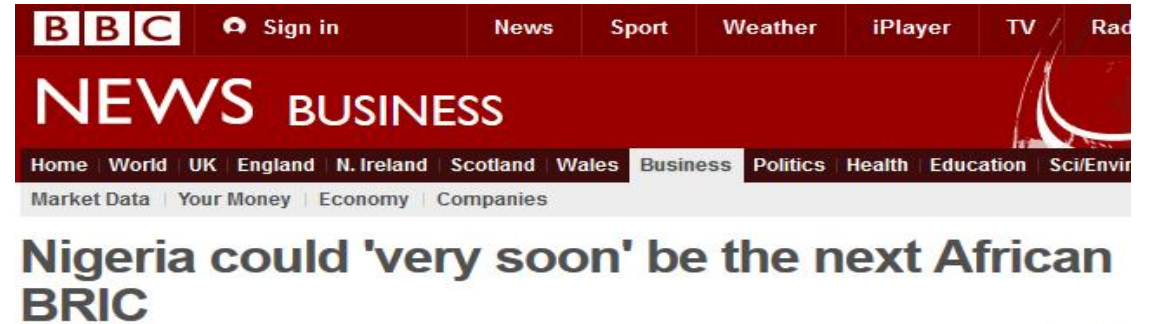 BBC Sign in News Sport Weather iPlayer TV
NEWS BUSINESS
Home World UK England N. Ireland Scotland Wales Business Politics Health Education
Market Data Your Money Economy Companies
Nigeria could 'very soon' be the next African
BRIC